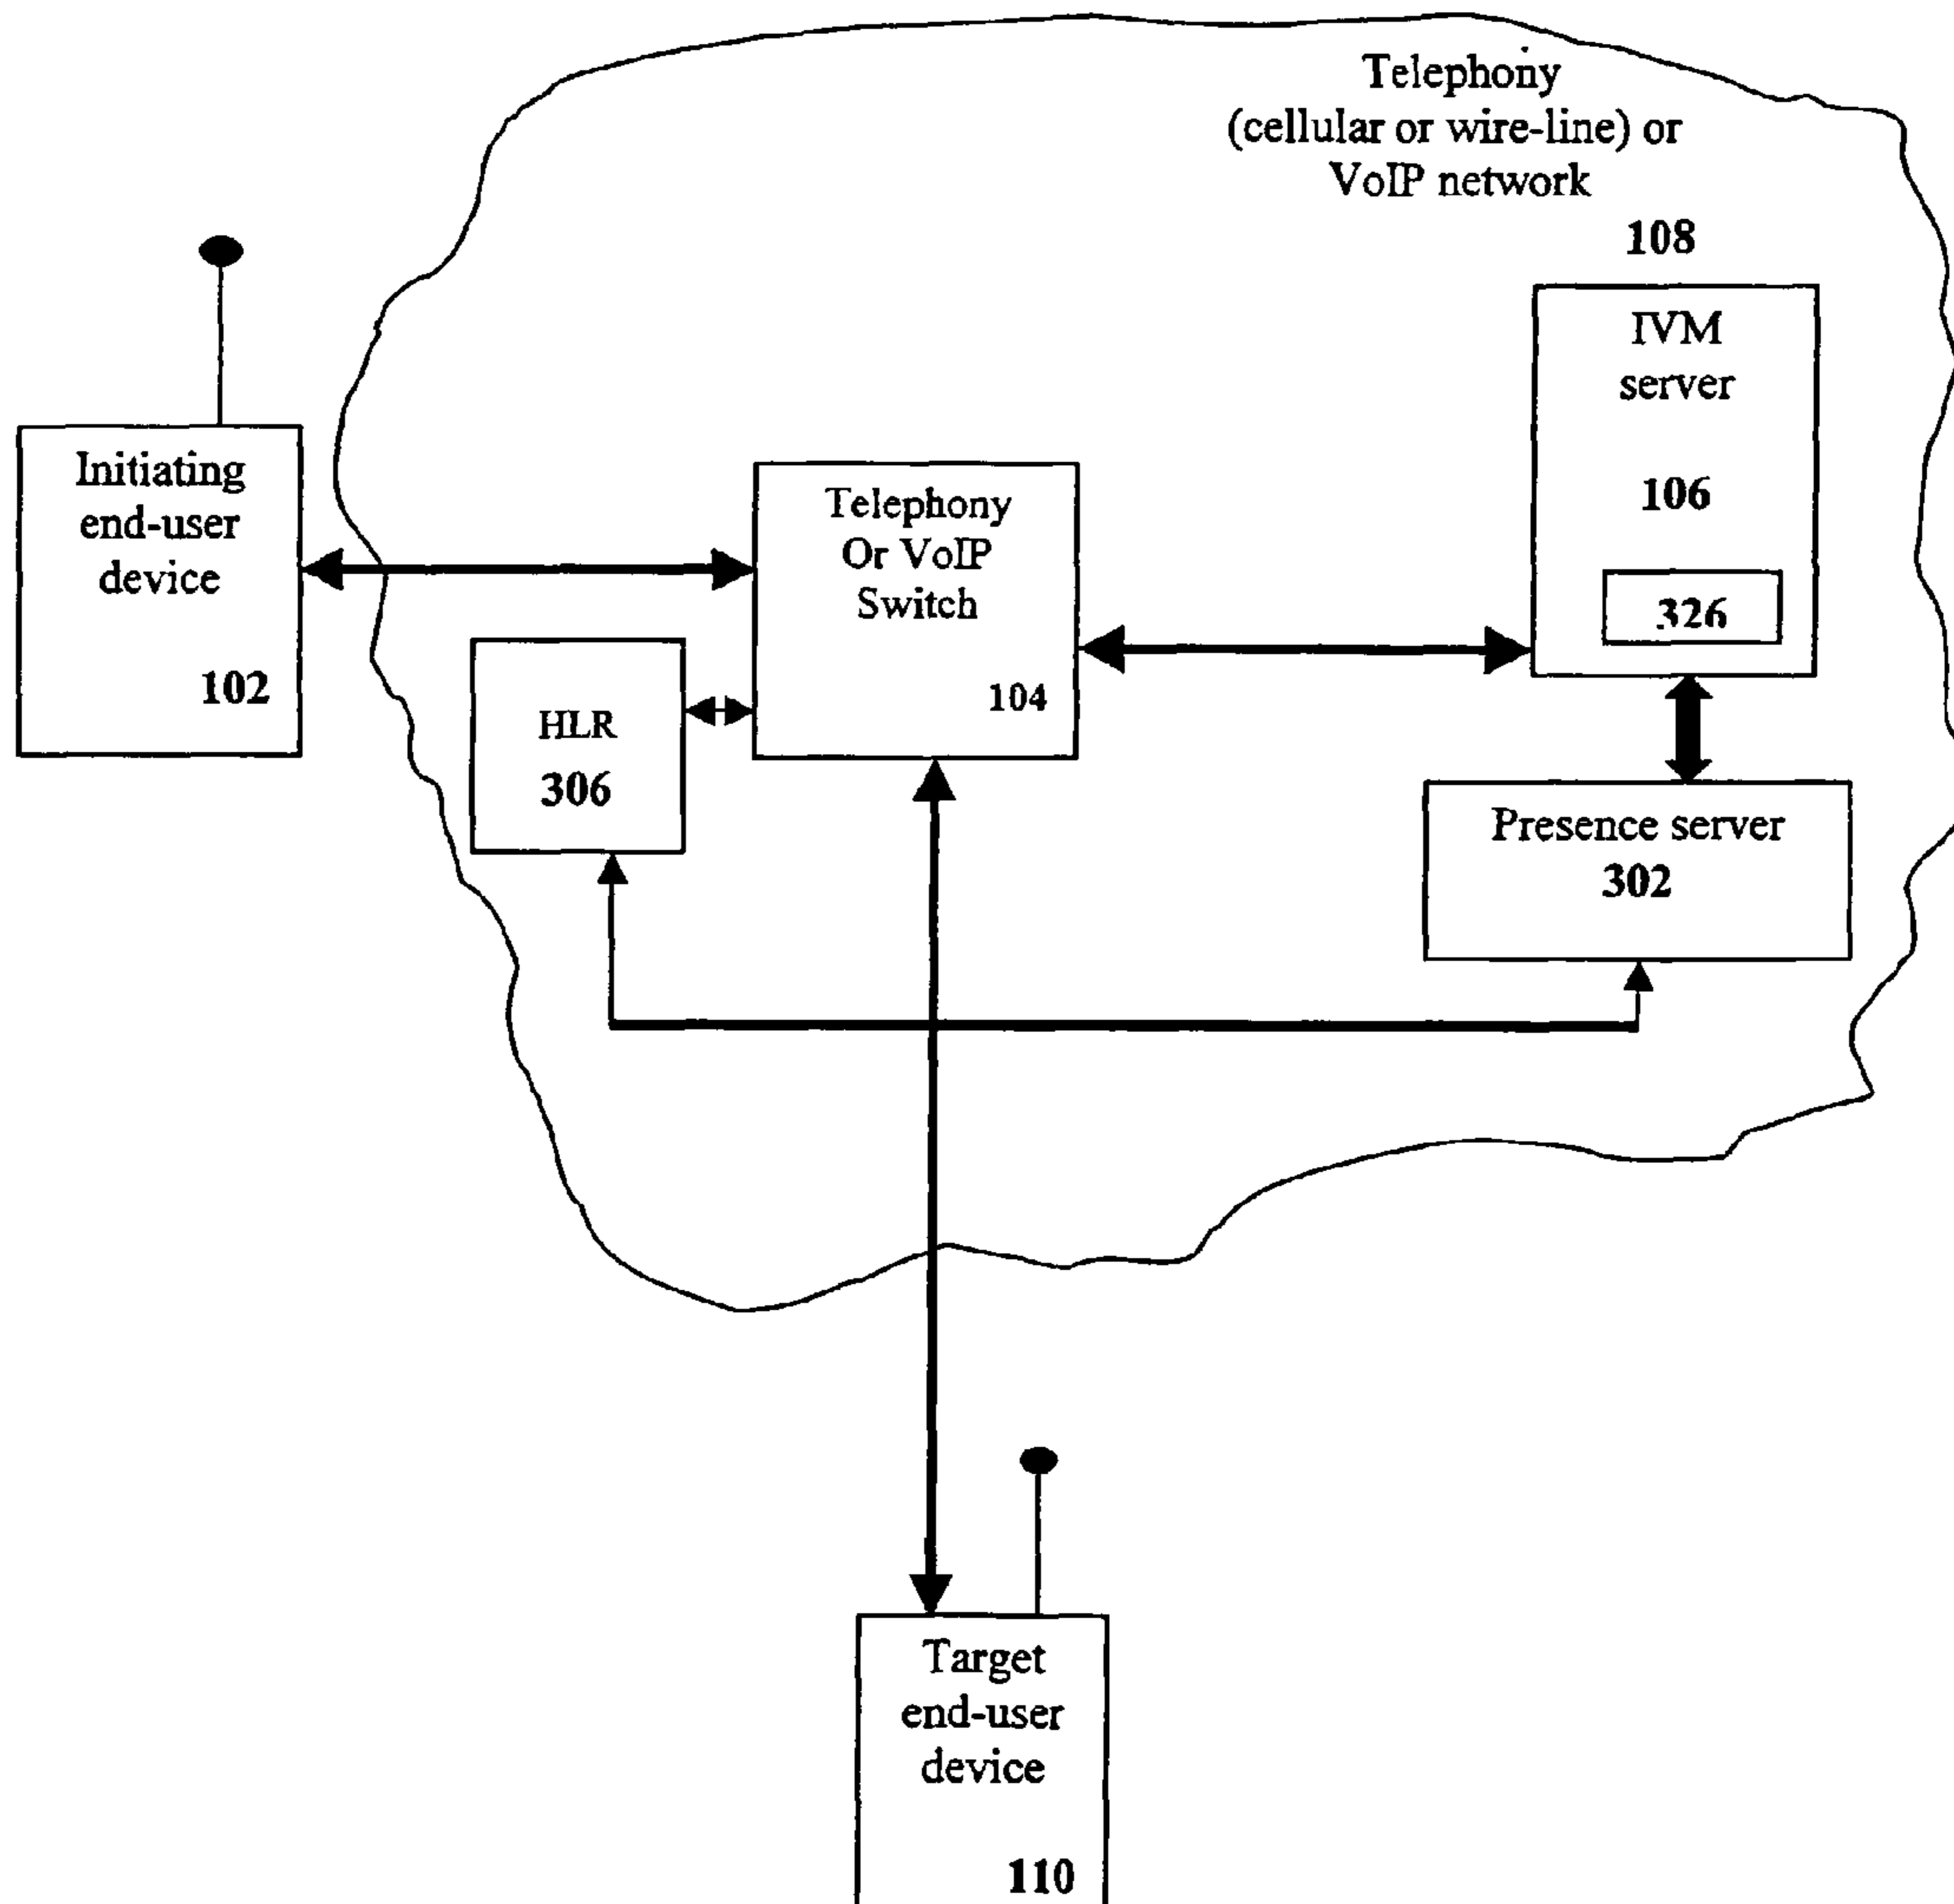 Telephony
(cellular or wire-line) or
VoIP network
108
IVM
server
106
326
Initiating
end-user
device
102
Telephony
Or VoIP
Switch
104
HLR
306
Presence server
302
Target
end-user
device
110